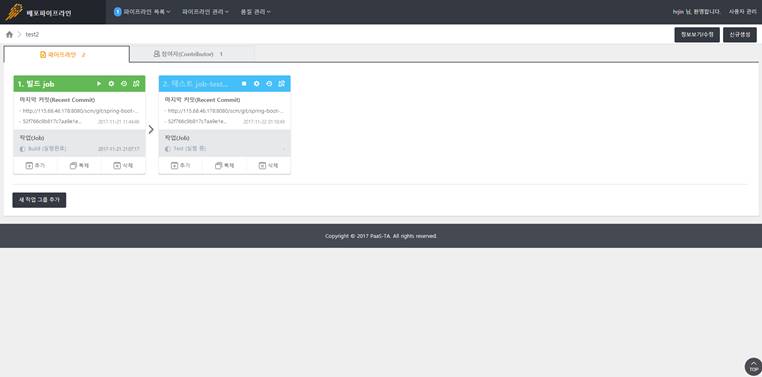 배포파이프라인
1 파이프라인 목록
파이프라인 관리
품질 관리
hrjin 님, 환영합니다.
사용자 관리
test2
정보보기/수정
신규생성
파이프라인 2
참여자(Contributor) 1
1. 빌드 job
마지막 커밋(Recent Commit)
- http://115.68.46.178:8080/scm/git/spring-boot-...
- 52f766c9b817c7aa9e1e...
2017-11-21 11:44:46
작업(Job)
Build (실행완료)
2017-11-21 21:07:17
추가
복제
삭제
2. 테스트 job-test...
마지막 커밋(Recent Commit)
- http://115.68.46.178:8080/scm/git/spring-boot-...
- 52f766c9b817c7aa9e1e...
2017-11-22 01:10:49
작업(Job)
Test (실행 중)
-
추가
복제
삭제
새 작업 그룹 추가
Copyright © 2017 PaaS-TA. All rights reserved.
TOP